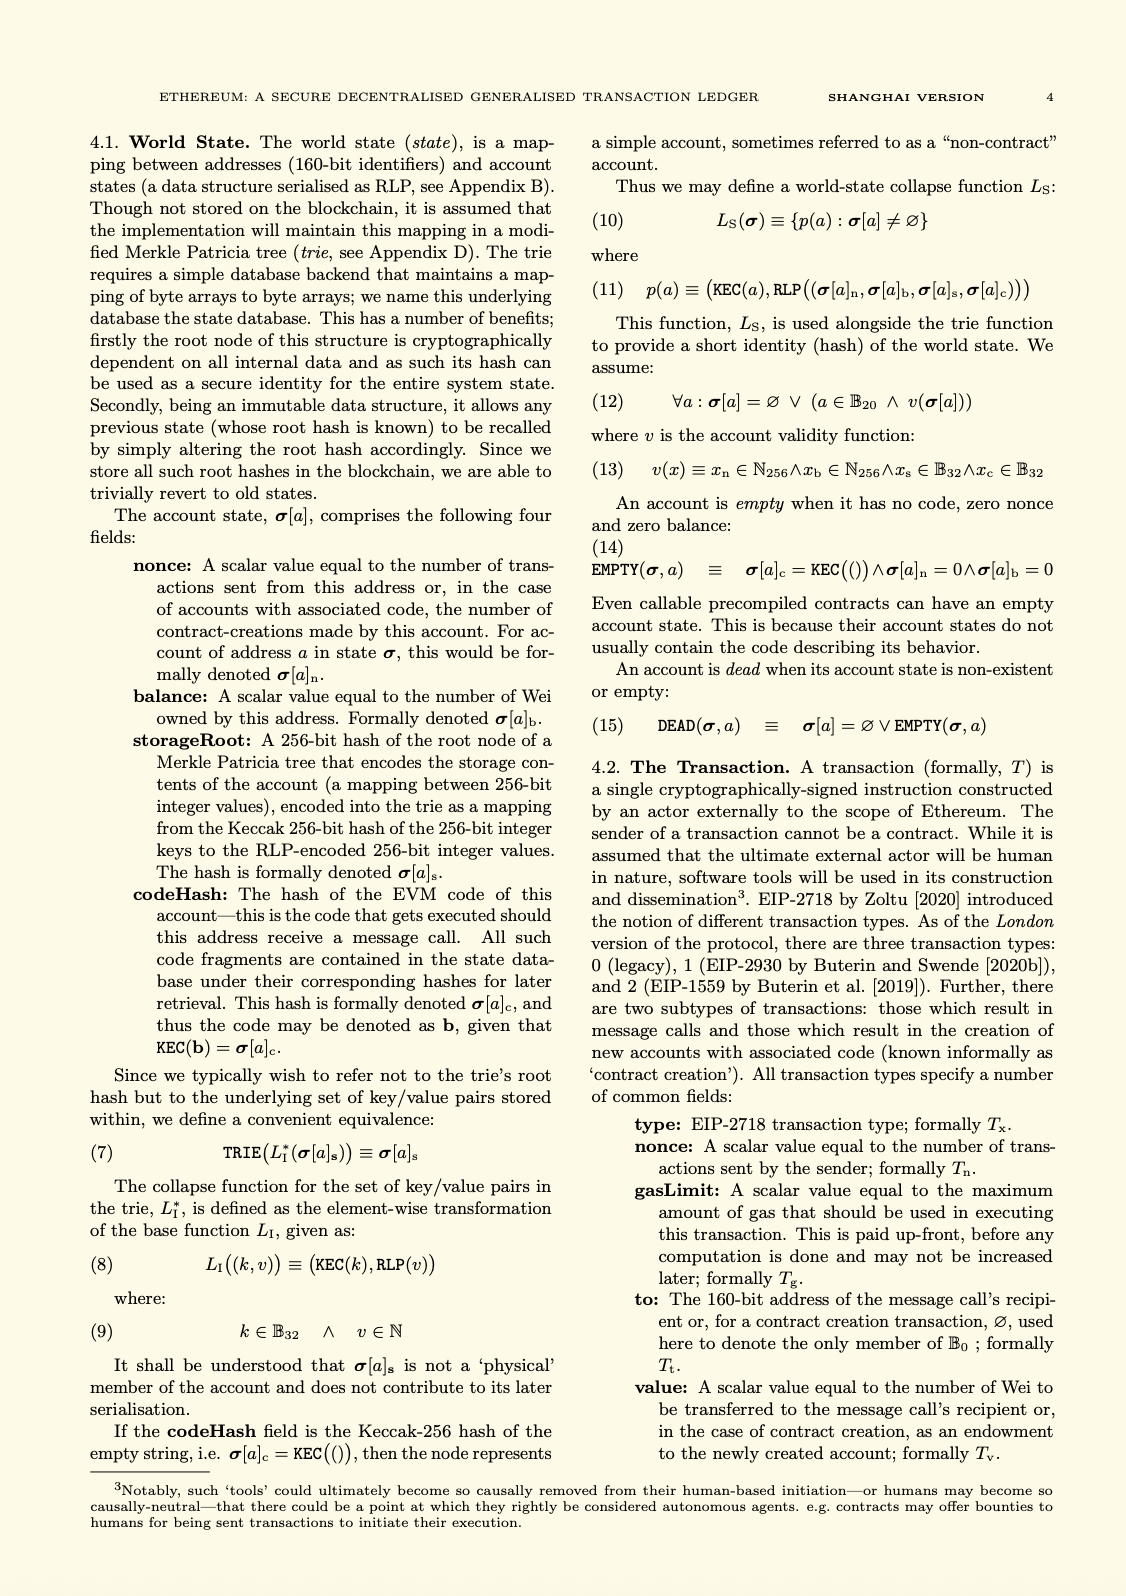 ETHEREUM: A SECURE DECENTRALISED GENERALISED TRANSACTION LEDGER SHANGHAI VERSION 4
4.1. World State. The world state (state), is a map-
ping between addresses (160-bit identifiers) and account
states (a data structure serialised as RLP, see Appendix B).
Though not stored on the blockchain, it is assumed that
the implementation will maintain this mapping in a modi-
fied Merkle Patricia tree (trie, see Appendix D). The trie
requires a simple database backend that maintains a map-
ping of byte arrays to byte arrays; we name this underlying
database the state database. This has a number of benefits;
firstly the root node of this structure is cryptographically
dependent on all internal data and as such its hash can
be used as a secure identity for the entire system state.
Secondly, being an immutable data structure, it allows any
previous state (whose root hash is known) to be recalled
by simply altering the root hash accordingly. Since we
store all such root hashes in the blockchain, we are able to
trivially revert to old states.
The account state, σ[a], comprises the following four
fields:
nonce: A scalar value equal to the number of trans-
actions sent from this address or, in the case
of accounts with associated code, the number of
contract-creations made by this account. For ac-
count of address a in state σ, this would be for-
mally denoted σ[a]ₙ.
balance: A scalar value equal to the number of Wei
owned by this address. Formally denoted σ[a]_b.
storageRoot: A 256-bit hash of the root node of a
Merkle Patricia tree that encodes the storage con-
tents of the account (a mapping between 256-bit
integer values), encoded into the trie as a mapping
from the Keccak 256-bit hash of the 256-bit integer
keys to the RLP-encoded 256-bit integer values.
The hash is formally denoted σ[a]ₛ.
codeHash: The hash of the EVM code of this
account—this is the code that gets executed should
this address receive a message call. All such
code fragments are contained in the state data-
base under their corresponding hashes for later
retrieval. This hash is formally denoted σ[a]_c, and
thus the code may be denoted as b, given that
KEC(b) = σ[a]_c.
Since we typically wish to refer not to the trie's root
hash but to the underlying set of key/value pairs stored
within, we define a convenient equivalence:
(7) TRIE(L*_I(σ[a]ₛ)) ≡ σ[a]ₛ
The collapse function for the set of key/value pairs in
the trie, L*_I, is defined as the element-wise transformation
of the base function L_I, given as:
(8) L_I((k, v)) ≡ (KEC(k), RLP(v))
where:
(9) k ∈ 𝔹₃₂ ∧ v ∈ ℕ
It shall be understood that σ[a]ₛ is not a ‘physical’
member of the account and does not contribute to its later
serialisation.
If the codeHash field is the Keccak-256 hash of the
empty string, i.e. σ[a]_c = KEC(()), then the node represents
a simple account, sometimes referred to as a “non-contract”
account.
Thus we may define a world-state collapse function L_S:
(10) L_S(σ) ≡ {p(a) : σ[a] ≠ ∅}
where
(11) p(a) ≡ (KEC(a), RLP((σ[a]ₙ, σ[a]_b, σ[a]ₛ, σ[a]_c)))
This function, L_S, is used alongside the trie function
to provide a short identity (hash) of the world state. We
assume:
(12) ∀a : σ[a] = ∅ ∨ (a ∈ 𝔹₂₀ ∧ v(σ[a]))
where v is the account validity function:
(13) v(x) ≡ xₙ ∈ ℕ₂₅₆ ∧ x_b ∈ ℕ₂₅₆ ∧ xₛ ∈ 𝔹₃₂ ∧ x_c ∈ 𝔹₃₂
An account is empty when it has no code, zero nonce
and zero balance:
(14)
EMPTY(σ, a) ≡ σ[a]_c = KEC(()) ∧ σ[a]ₙ = 0 ∧ σ[a]_b = 0
Even callable precompiled contracts can have an empty
account state. This is because their account states do not
usually contain the code describing its behavior.
An account is dead when its account state is non-existent
or empty:
(15) DEAD(σ, a) ≡ σ[a] = ∅ ∨ EMPTY(σ, a)
4.2. The Transaction. A transaction (formally, T) is
a single cryptographically-signed instruction constructed
by an actor externally to the scope of Ethereum. The
sender of a transaction cannot be a contract. While it is
assumed that the ultimate external actor will be human
in nature, software tools will be used in its construction
and dissemination³. EIP-2718 by Zoltu [2020] introduced
the notion of different transaction types. As of the London
version of the protocol, there are three transaction types:
0 (legacy), 1 (EIP-2930 by Buterin and Swende [2020b]),
and 2 (EIP-1559 by Buterin et al. [2019]). Further, there
are two subtypes of transactions: those which result in
message calls and those which result in the creation of
new accounts with associated code (known informally as
‘contract creation’). All transaction types specify a number
of common fields:
type: EIP-2718 transaction type; formally Tₓ.
nonce: A scalar value equal to the number of trans-
actions sent by the sender; formally Tₙ.
gasLimit: A scalar value equal to the maximum
amount of gas that should be used in executing
this transaction. This is paid up-front, before any
computation is done and may not be increased
later; formally T_g.
to: The 160-bit address of the message call's recipi-
ent or, for a contract creation transaction, ∅, used
here to denote the only member of 𝔹₀ ; formally
Tₜ.
value: A scalar value equal to the number of Wei to
be transferred to the message call's recipient or,
in the case of contract creation, as an endowment
to the newly created account; formally Tᵥ.
³Notably, such ‘tools’ could ultimately become so causally removed from their human-based initiation—or humans may become so
causally-neutral—that there could be a point at which they rightly be considered autonomous agents. e.g. contracts may offer bounties to
humans for being sent transactions to initiate their execution.